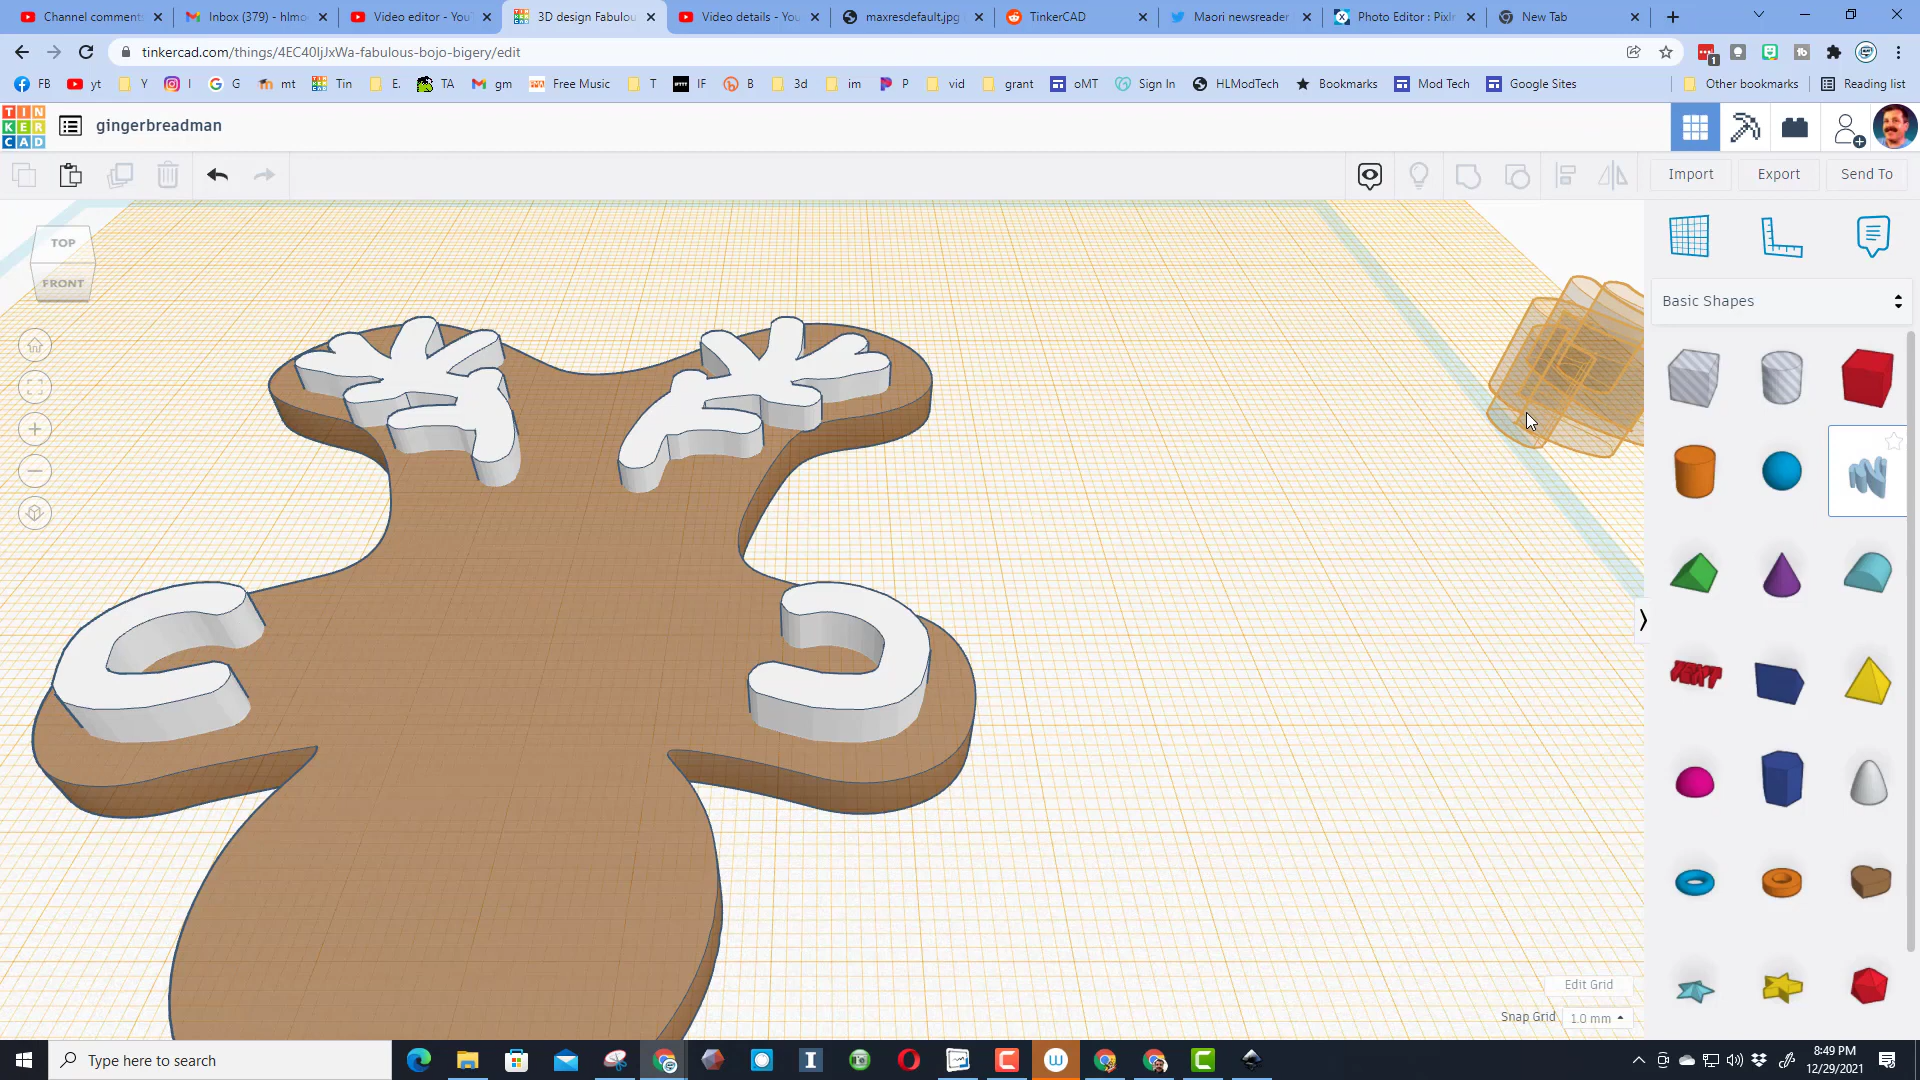 Channel comments
Inbox (379) - hlmo
Video editor - YouT
3D design Fabulou
Video details - You
maxresdefault.jpg
TinkerCAD
Maori newsreader
Photo Editor : Pixlr
New Tab
tinkercad.com/things/4EC40ljJxWa-fabulous-bojo-bigery/edit
FB
yt
Y
I
G
mt
Tin
E.
TA
gm
Free Music
T
IF
B
3d
im
P
vid
grant
oMT
Sign In
HLModTech
Bookmarks
Mod Tech
Google Sites
Other bookmarks
Reading list
TIN
KER
CAD
gingerbreadman
Import
Export
Send To
TOP
FRONT
Basic Shapes
TEXT
Edit Grid
Snap Grid
1.0 mm
Type here to search
8:49 PM
12/29/2021